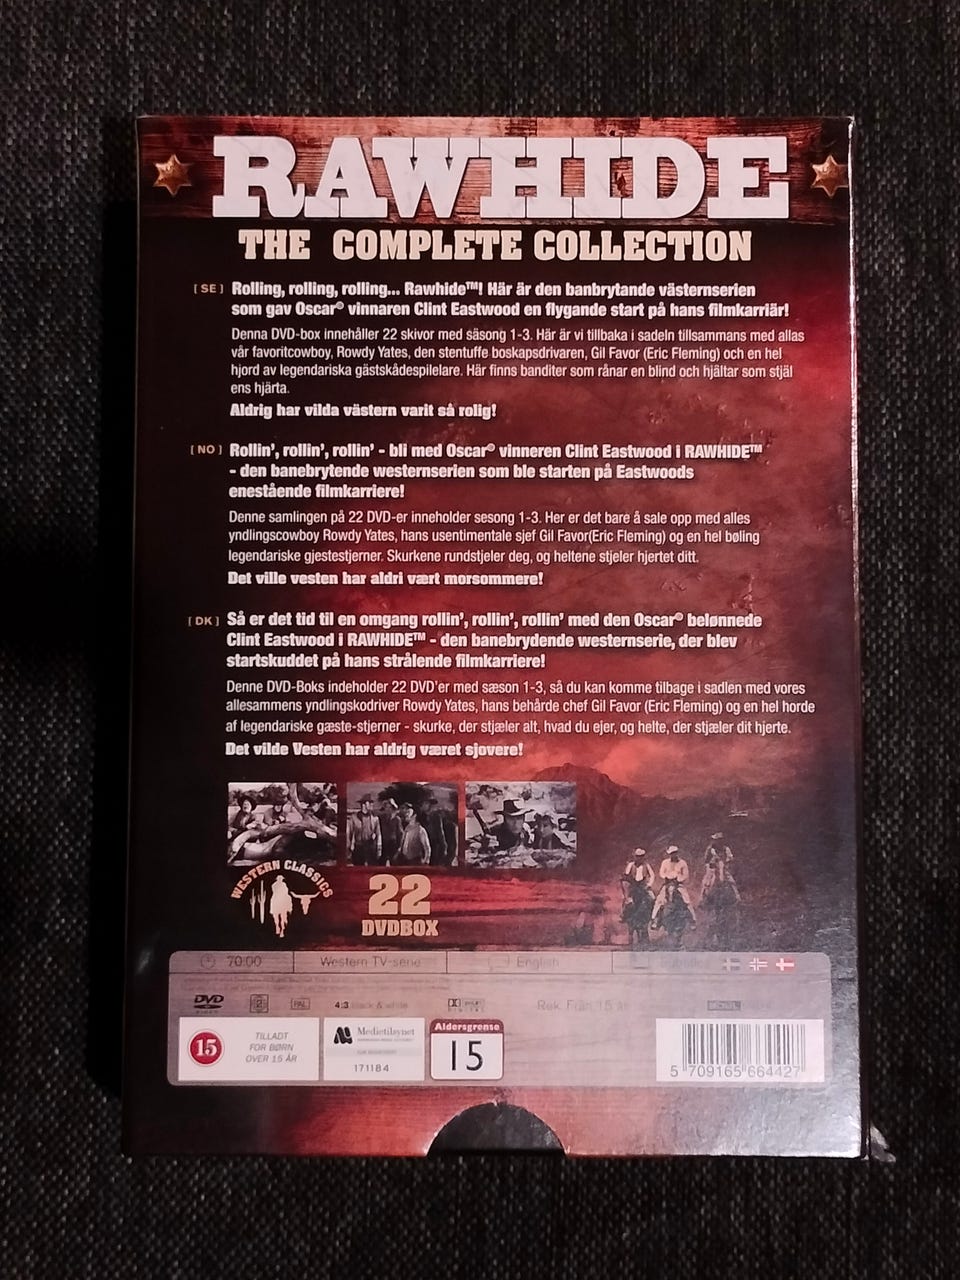 RAWHIDE
THE COMPLETE COLLECTION
[ SE ] Rolling, rolling, rolling... Rawhide™! Här är den banbrytande västernserien
som gav Oscar® vinnaren Clint Eastwood en flygande start på hans filmkarriär!
Denna DVD-box innehåller 22 skivor med säsong 1-3. Här är vi tillbaka i sadeln tillsammans med allas
vår favoritcowboy, Rowdy Yates, den stentuffe boskapsdrivaren, Gil Favor (Eric Fleming) och en hel
hjord av legendariska gästskådespilelare. Här finns banditer som rånar en blind och hjältar som stjäl
ens hjärta.
Aldrig har vilda västern varit så rolig!
[ NO ] Rollin', rollin', rollin' - bli med Oscar® vinneren Clint Eastwood i RAWHIDE™
- den banebrytende westernserien som ble starten på Eastwoods
enestående filmkarriere!
Denne samlingen på 22 DVD-er inneholder sesong 1-3. Her er det bare å sale opp med alles
yndlingscowboy Rowdy Yates, hans usentimentale sjef Gil Favor(Eric Fleming) og en hel bøling
legendariske gjestestjerner. Skurkene rundstjeler deg, og heltene stjeler hjertet ditt.
Det ville vesten har aldri vært morsommere!
[ DK ] Så er det tid til en omgang rollin', rollin', rollin' med den Oscar® belønnede
Clint Eastwood i RAWHIDE™ - den banebrydende westernserie, der blev
startskuddet på hans strålende filmkarriere!
Denne DVD-Boks indeholder 22 DVD'er med sæson 1-3, så du kan komme tilbage i sadlen med vores
allesammens yndlingskodriver Rowdy Yates, hans behårde chef Gil Favor (Eric Fleming) og en hel horde
af legendariske gæste-stjerner - skurke, der stjæler alt, hvad du ejer, og helte, der stjæler dit hjerte.
Det vilde Vesten har aldrig været sjovere!
WESTERN CLASSICS
22
DVDBOX
70:00 Western TV-serie English
DVD VIDEO 2 PAL 4:3 black & white DIGITAL Rek. Från 15 år
15 TILLADT
FOR BØRN
OVER 15 ÅR
Medietilsynet
171184
Aldersgrense
15
5 709165 664427